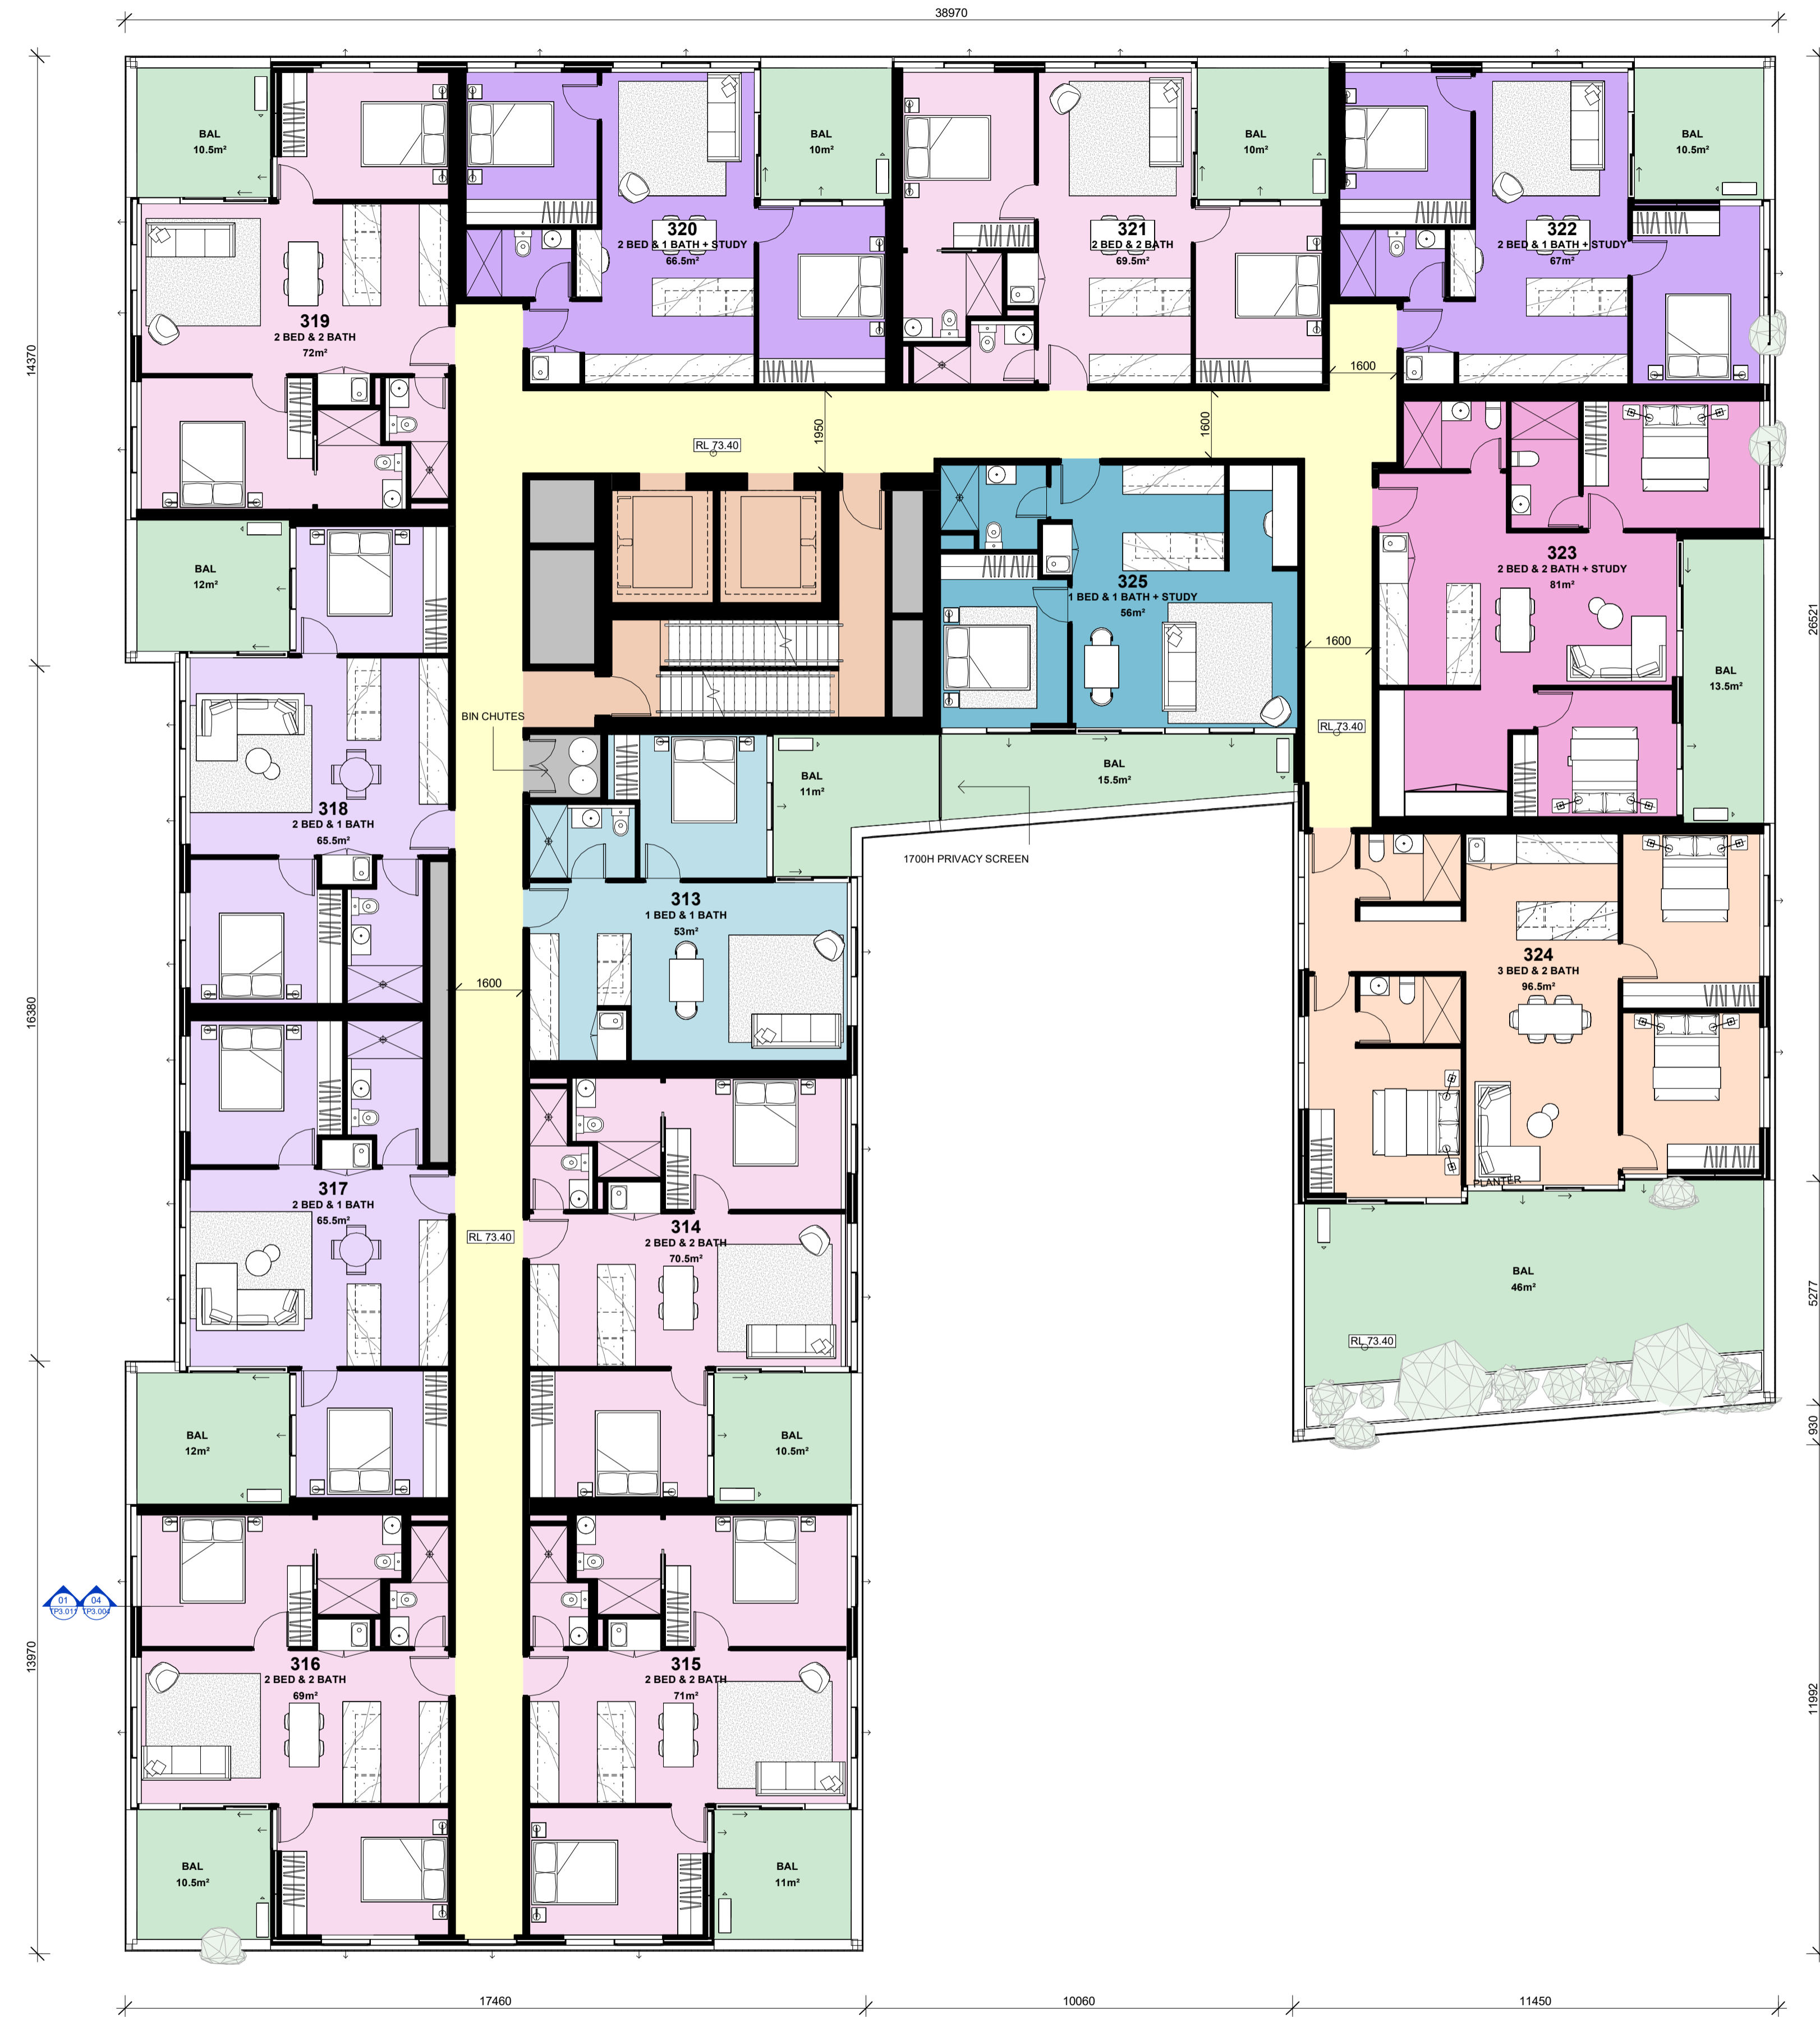 38970
14370
16380
13970
26521
5277
930
11992
17460
10060
11450
BAL
10.5m²
BAL
10m²
BAL
10m²
BAL
10.5m²
319
2 BED & 2 BATH
72m²
320
2 BED & 1 BATH + STUDY
66.5m²
321
2 BED & 2 BATH
69.5m²
322
2 BED & 1 BATH + STUDY
67m²
1600
1950
1600
RL 73.40
BAL
12m²
325
1 BED & 1 BATH + STUDY
56m²
323
2 BED & 2 BATH + STUDY
81m²
1600
BAL
13.5m²
RL 73.40
BIN CHUTES
BAL
11m²
BAL
15.5m²
1700H PRIVACY SCREEN
318
2 BED & 1 BATH
65.5m²
313
1 BED & 1 BATH
53m²
324
3 BED & 2 BATH
96.5m²
1600
317
2 BED & 1 BATH
65.5m²
RL 73.40
314
2 BED & 2 BATH
70.5m²
PLANTER
BAL
46m²
RL 73.40
BAL
12m²
BAL
10.5m²
01
TP3.011
04
TP3.004
316
2 BED & 2 BATH
69m²
315
2 BED & 2 BATH
71m²
BAL
10.5m²
BAL
11m²